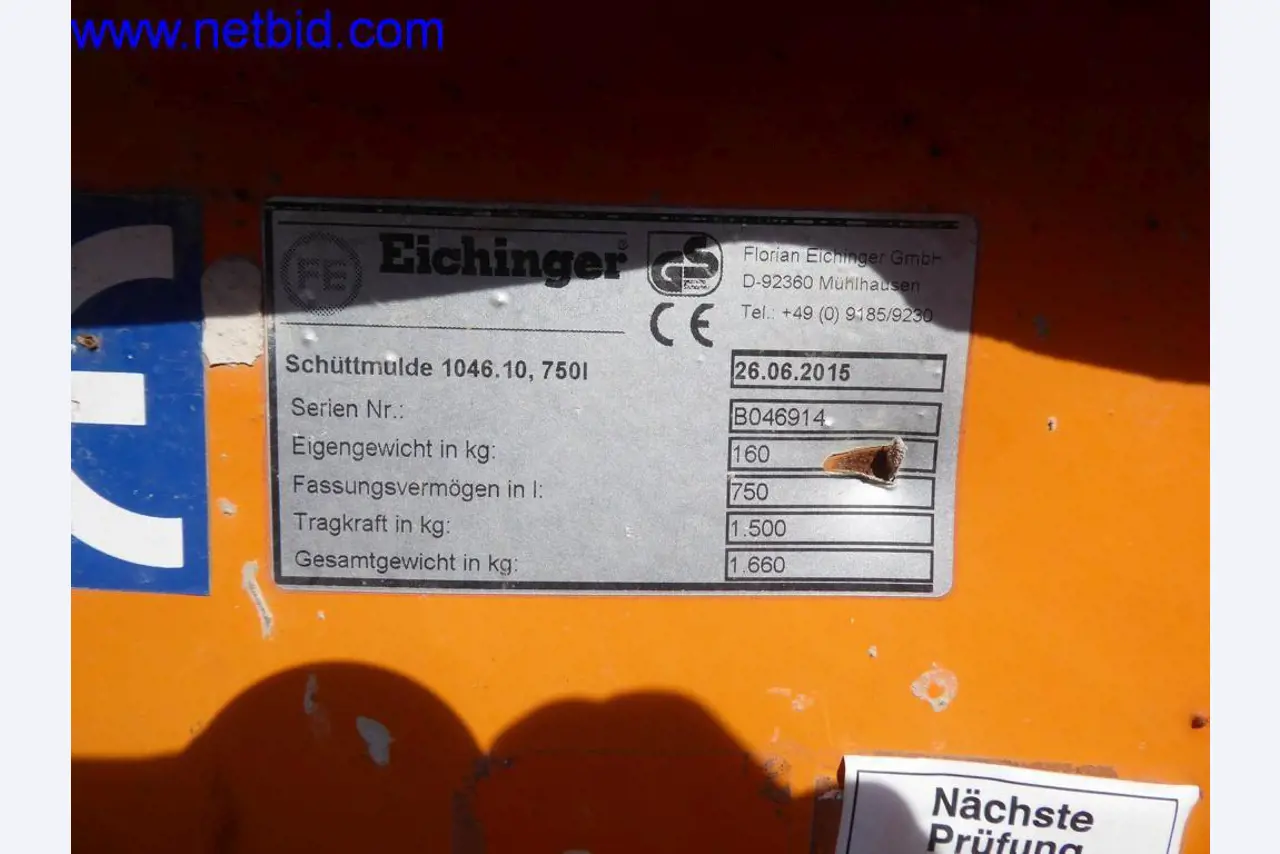 www.netbid.com
FE
Eichinger®
GS
CE
Florian Eichinger GmbH
D-92360 Mühlhausen
Tel.: +49 (0) 9185/9230
Schüttmulde 1046.10, 750l
26.06.2015
Serien Nr.: B046914
Eigengewicht in kg: 160
Fassungsvermögen in l: 750
Tragkraft in kg: 1.500
Gesamtgewicht in kg: 1.660
Nächste
Prüfung